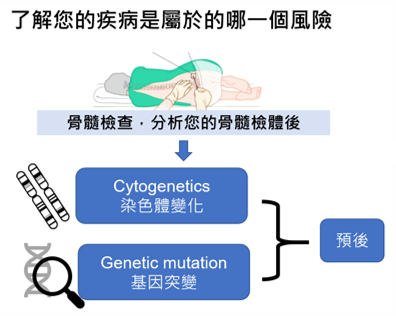 了解您的疾病是屬於的哪一個風險
骨髓檢查，分析您的骨髓檢體後
Cytogenetics
染色體變化
Genetic mutation
基因突變
預後